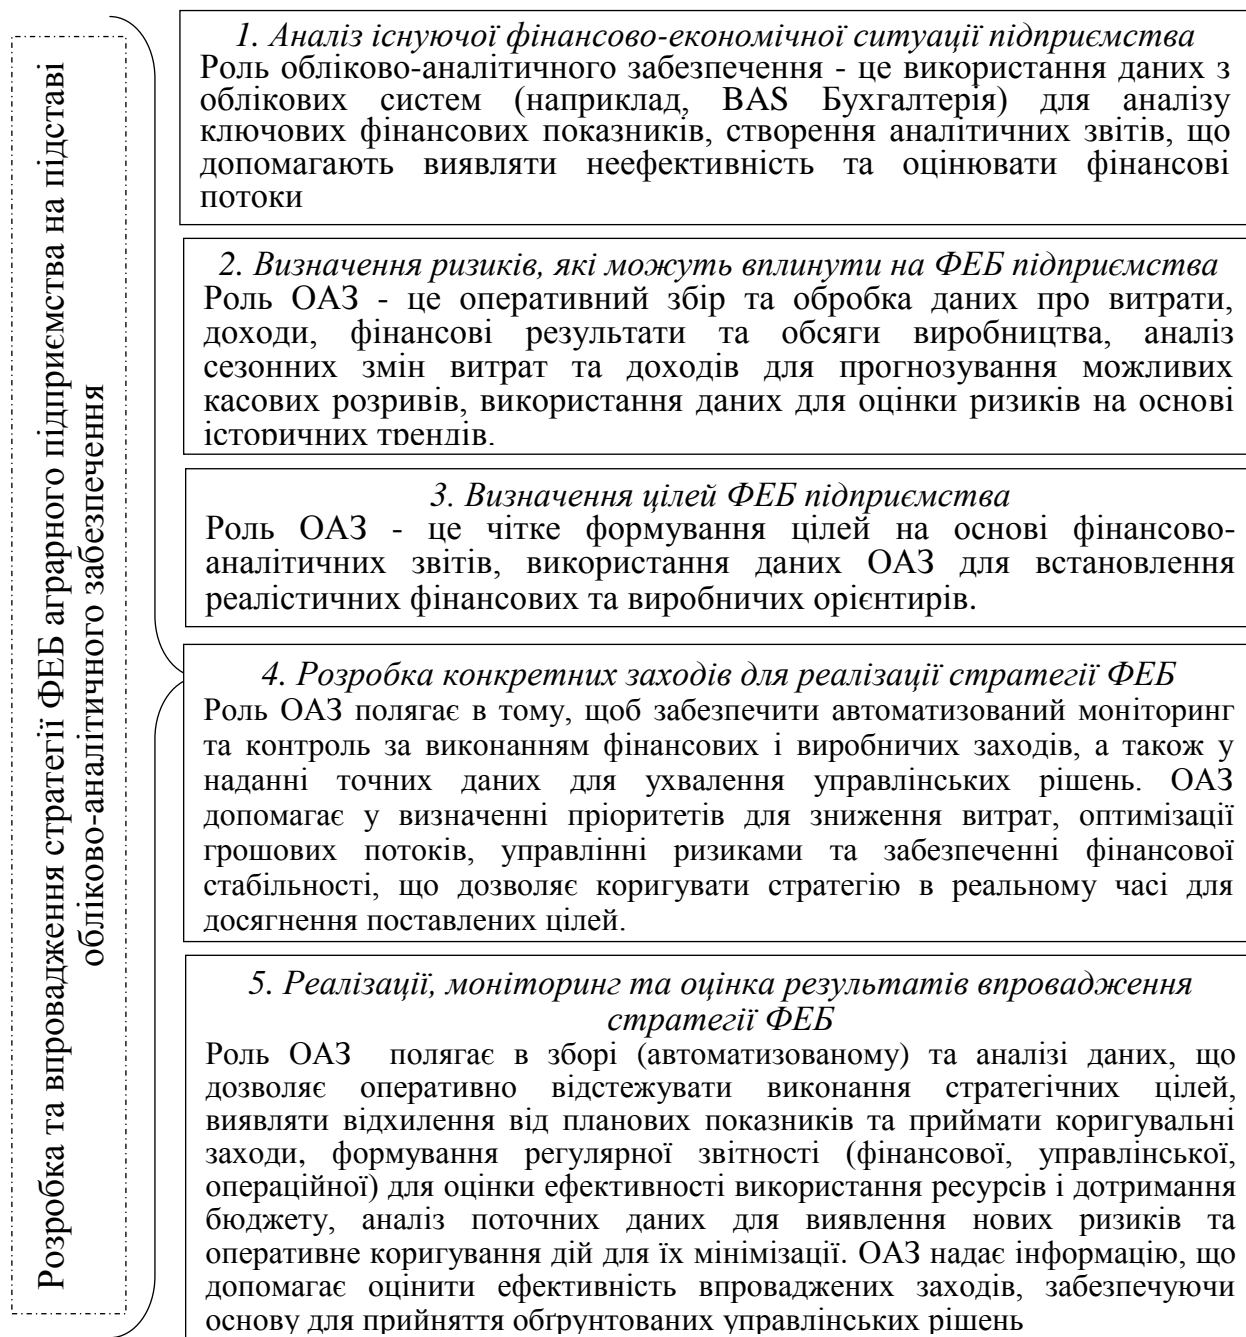 Розробка та впровадження стратегії ФЕБ аграрного підприємства на підставі
обліково-аналітичного забезпечення
1. Аналіз існуючої фінансово-економічної ситуації підприємства
Роль обліково-аналітичного забезпечення - це використання даних з
облікових систем (наприклад, BAS Бухгалтерія) для аналізу
ключових фінансових показників, створення аналітичних звітів, що
допомагають виявляти неефективність та оцінювати фінансові
потоки
2. Визначення ризиків, які можуть вплинути на ФЕБ підприємства
Роль ОАЗ - це оперативний збір та обробка даних про витрати,
доходи, фінансові результати та обсяги виробництва, аналіз
сезонних змін витрат та доходів для прогнозування можливих
касових розривів, використання даних для оцінки ризиків на основі
історичних трендів.
3. Визначення цілей ФЕБ підприємства
Роль ОАЗ - це чітке формування цілей на основі фінансово-
аналітичних звітів, використання даних ОАЗ для встановлення
реалістичних фінансових та виробничих орієнтирів.
4. Розробка конкретних заходів для реалізації стратегії ФЕБ
Роль ОАЗ полягає в тому, щоб забезпечити автоматизований моніторинг
та контроль за виконанням фінансових і виробничих заходів, а також у
наданні точних даних для ухвалення управлінських рішень. ОАЗ
допомагає у визначенні пріоритетів для зниження витрат, оптимізації
грошових потоків, управлінні ризиками та забезпеченні фінансової
стабільності, що дозволяє коригувати стратегію в реальному часі для
досягнення поставлених цілей.
5. Реалізації, моніторинг та оцінка результатів впровадження
стратегії ФЕБ
Роль ОАЗ полягає в зборі (автоматизованому) та аналізі даних, що
дозволяє оперативно відстежувати виконання стратегічних цілей,
виявляти відхилення від планових показників та приймати коригувальні
заходи, формування регулярної звітності (фінансової, управлінської,
операційної) для оцінки ефективності використання ресурсів і дотримання
бюджету, аналіз поточних даних для виявлення нових ризиків та
оперативне коригування дій для їх мінімізації. ОАЗ надає інформацію, що
допомагає оцінити ефективність впроваджених заходів, забезпечуючи
основу для прийняття обґрунтованих управлінських рішень